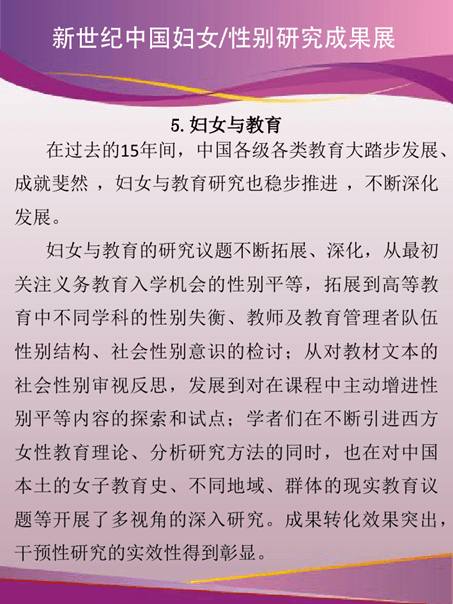 新世纪中国妇女/性别研究成果展
5.妇女与教育
在过去的15年间，中国各级各类教育大踏步发展、
成就斐然 ，妇女与教育研究也稳步推进 ，不断深化
发展。
妇女与教育的研究议题不断拓展、深化，从最初
关注义务教育入学机会的性别平等，拓展到高等教
育中不同学科的性别失衡、教师及教育管理者队伍
性别结构、社会性别意识的检讨；从对教材文本的
社会性别审视反思，发展到对在课程中主动增进性
别平等内容的探索和试点；学者们在不断引进西方
女性教育理论、分析研究方法的同时，也在对中国
本土的女子教育史、不同地域、群体的现实教育议
题等开展了多视角的深入研究。成果转化效果突出，
干预性研究的实效性得到彰显。